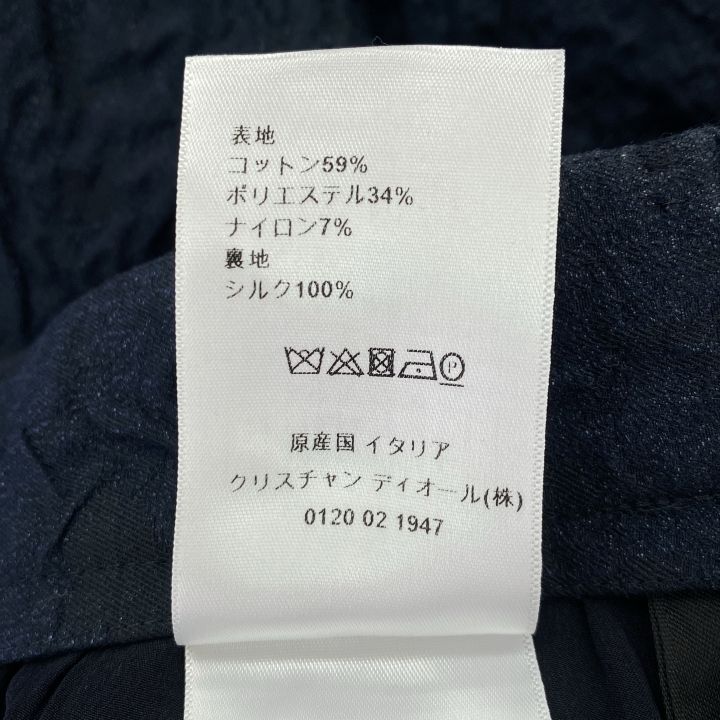 表地
コットン59%
ポリエステル34%
ナイロン7%
裏地
シルク100%
P
原産国 イタリア
クリスチャン ディオール(株)
0120 02 1947